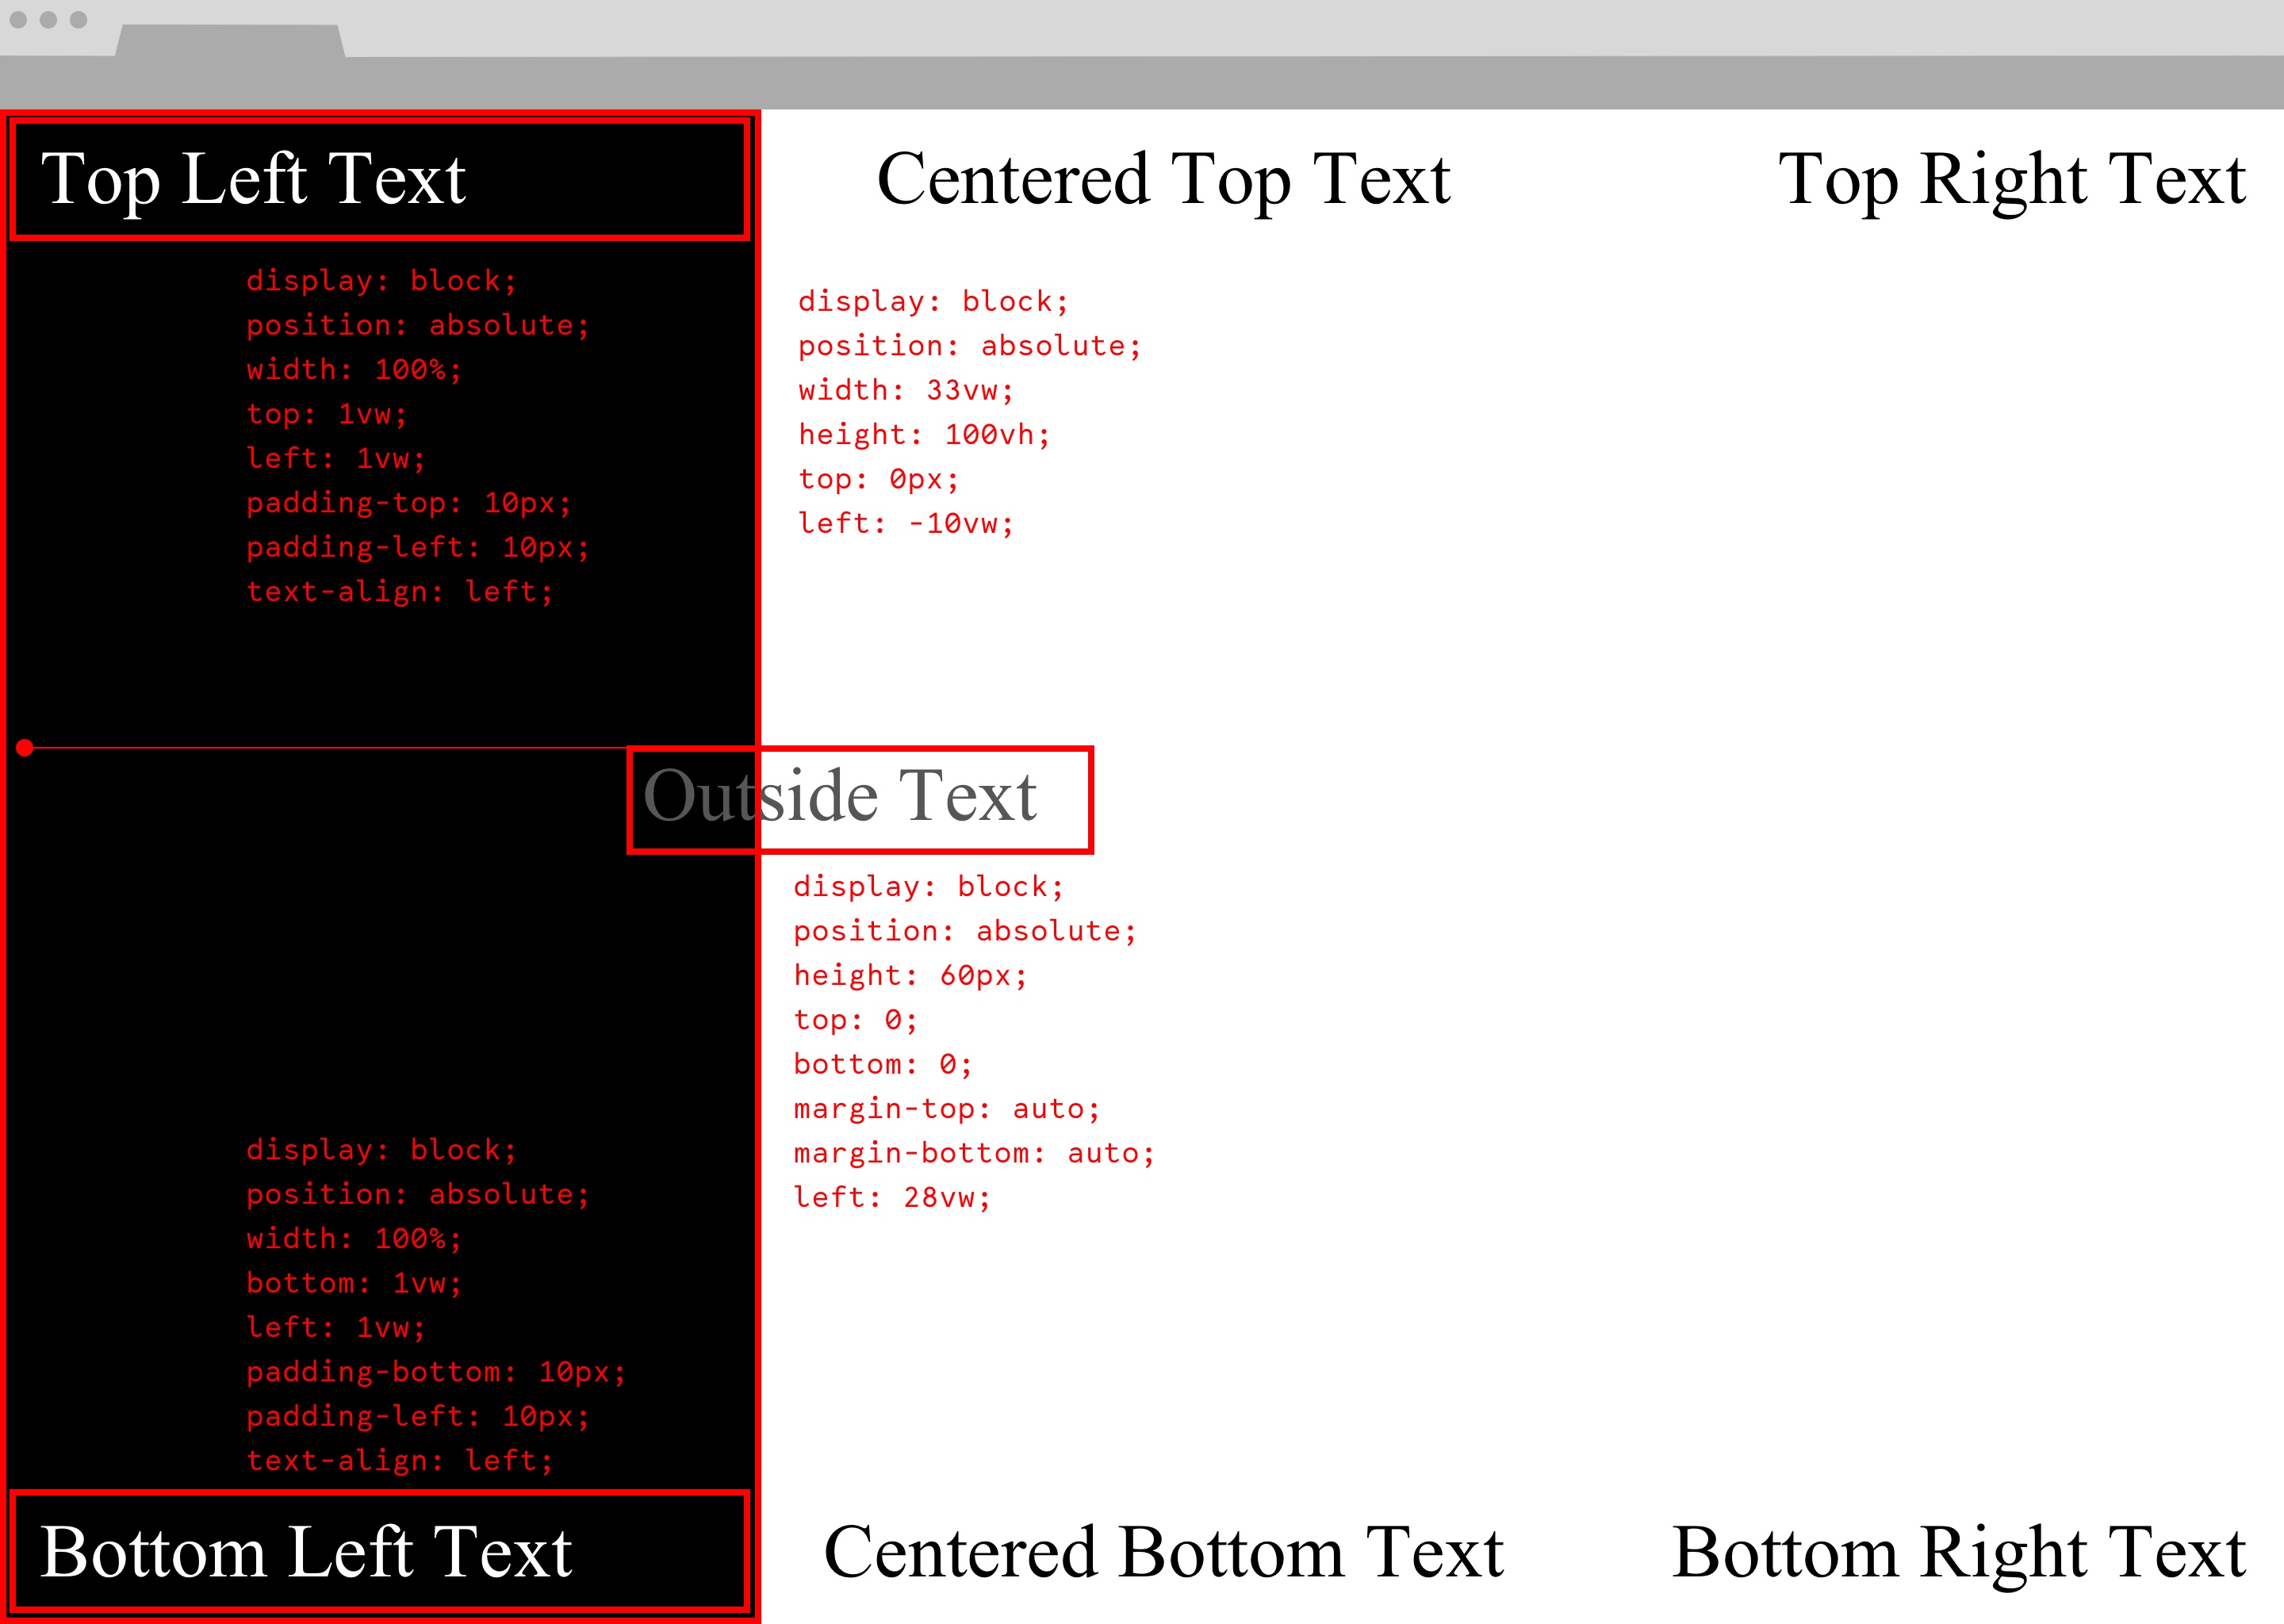 Top Left Text
Centered Top Text
Top Right Text
display: block;
position: absolute;
width: 100%;
top: 1vw;
left: 1vw;
padding-top: 10px;
padding-left: 10px;
text-align: left;
display: block;
position: absolute;
width: 33vw;
height: 100vh;
top: 0px;
left: -10vw;
Outside Text
display: block;
position: absolute;
height: 60px;
top: 0;
bottom: 0;
margin-top: auto;
margin-bottom: auto;
left: 28vw;
display: block;
position: absolute;
width: 100%;
bottom: 1vw;
left: 1vw;
padding-bottom: 10px;
padding-left: 10px;
text-align: left;
Bottom Left Text
Centered Bottom Text
Bottom Right Text